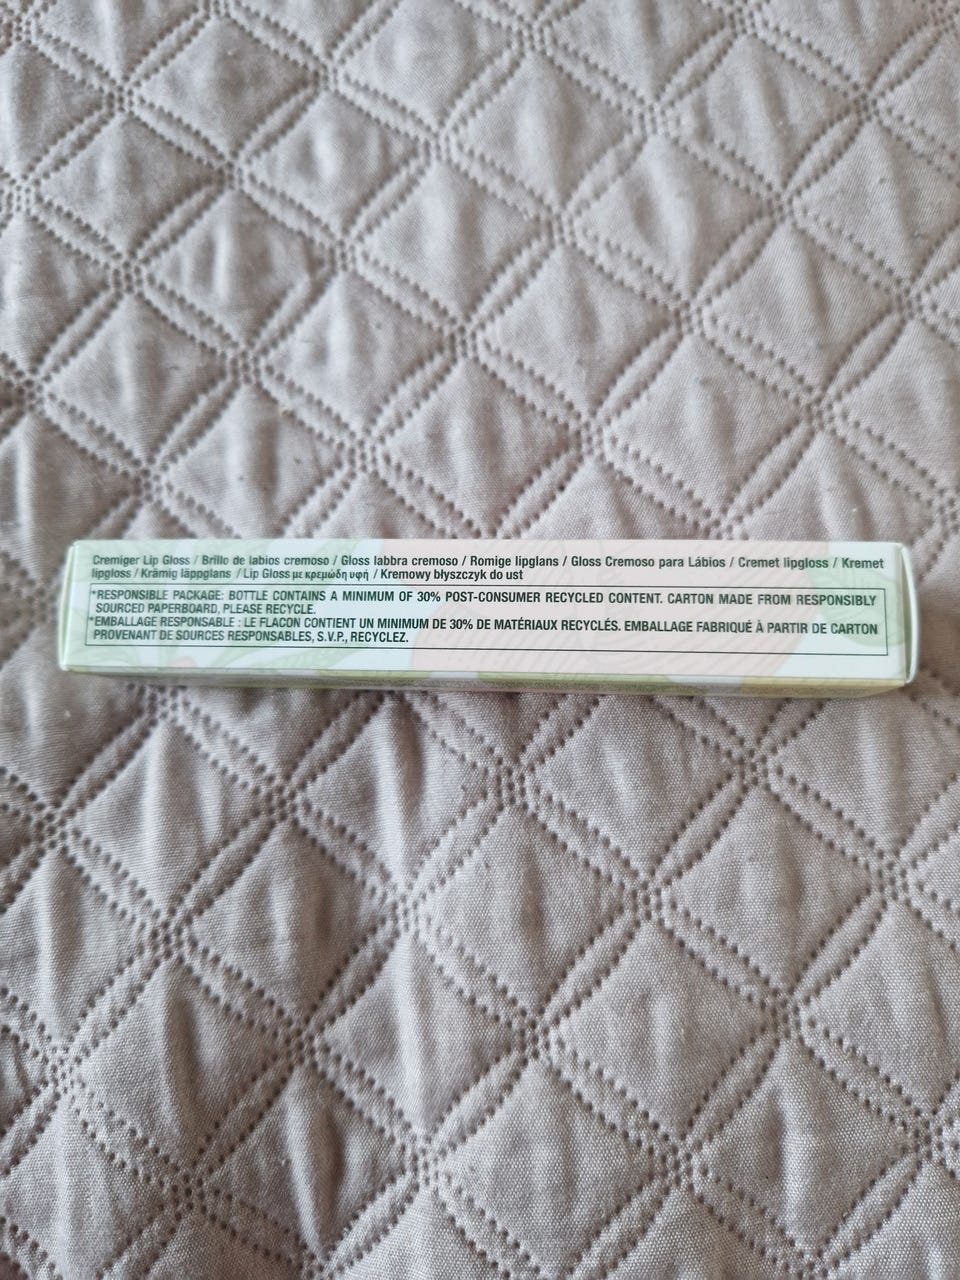 Cremiger Lip Gloss / Brillo de labios cremoso / Gloss labbra cremoso / Romige lipglans / Gloss Cremoso para Lábios / Cremet lipgloss / Kremet
lipgloss / Krämig läppglans / Lip Gloss με κρεμώδη υφή / Kremowy błyszczyk do ust
*RESPONSIBLE PACKAGE: BOTTLE CONTAINS A MINIMUM OF 30% POST-CONSUMER RECYCLED CONTENT. CARTON MADE FROM RESPONSIBLY
SOURCED PAPERBOARD, PLEASE RECYCLE.
*EMBALLAGE RESPONSABLE : LE FLACON CONTIENT UN MINIMUM DE 30% DE MATÉRIAUX RECYCLÉS. EMBALLAGE FABRIQUÉ À PARTIR DE CARTON
PROVENANT DE SOURCES RESPONSABLES, S.V.P., RECYCLEZ.